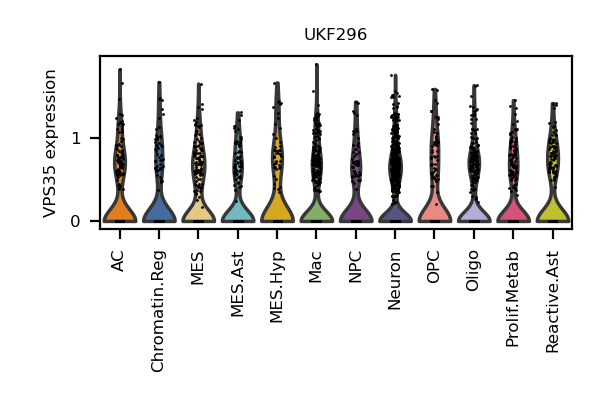 UKF296
VPS35 expression
1
0
AC
Chromatin.Reg
MES
MES.Ast
MES.Hyp
Mac
NPC
Neuron
OPC
Oligo
Prolif.Metab
Reactive.Ast